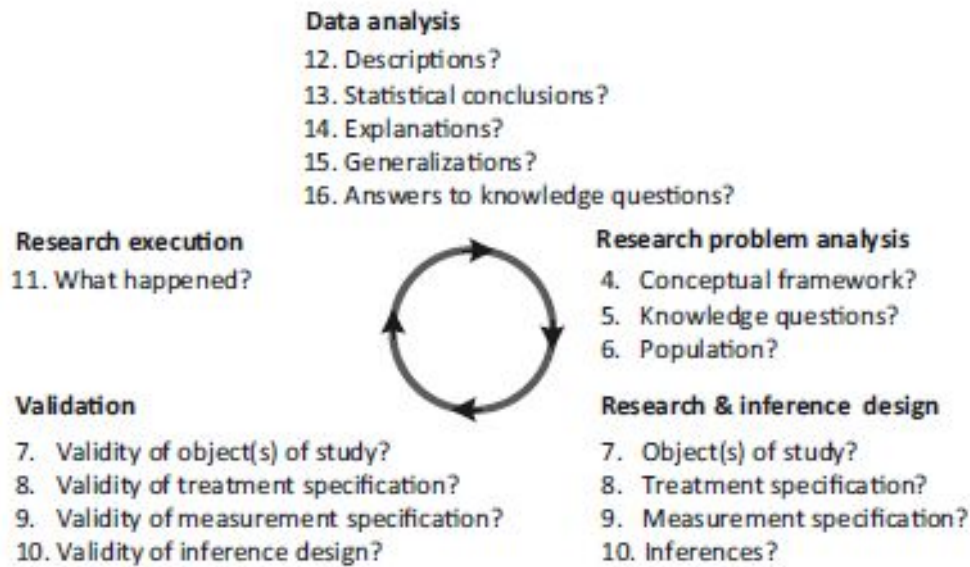 Data analysis
12. Descriptions?
13. Statistical conclusions?
14. Explanations?
15. Generalizations?
16. Answers to knowledge questions?
Research execution
11. What happened?
Research problem analysis
4. Conceptual framework?
5. Knowledge questions?
6. Population?
Validation
7. Validity of object(s) of study?
8. Validity of treatment specification?
9. Validity of measurement specification?
10. Validity of inference design?
Research & inference design
7. Object(s) of study?
8. Treatment specification?
9. Measurement specification?
10. Inferences?